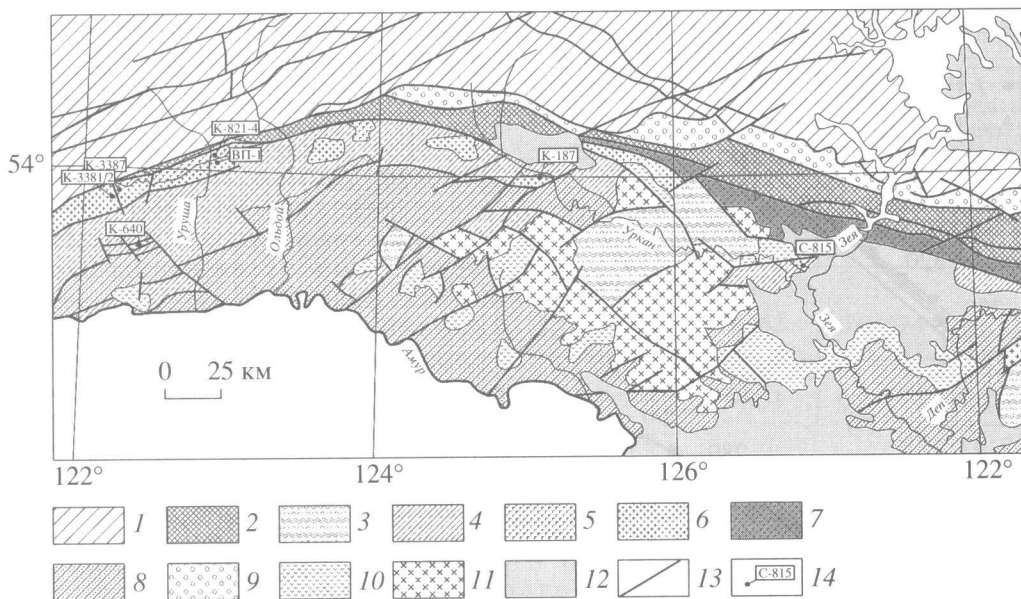 К-821-4
54°
К-3387
ВП-1
К-187
К-3381/2
Уруша
Ольдой
К-640
Уркан
С-815
Зея
Зея
0 25 км
Амур
Деп
122° 124° 126° 122°
1 2 3 4 5 6 7
8 9 10 11 12 13 С-815 14